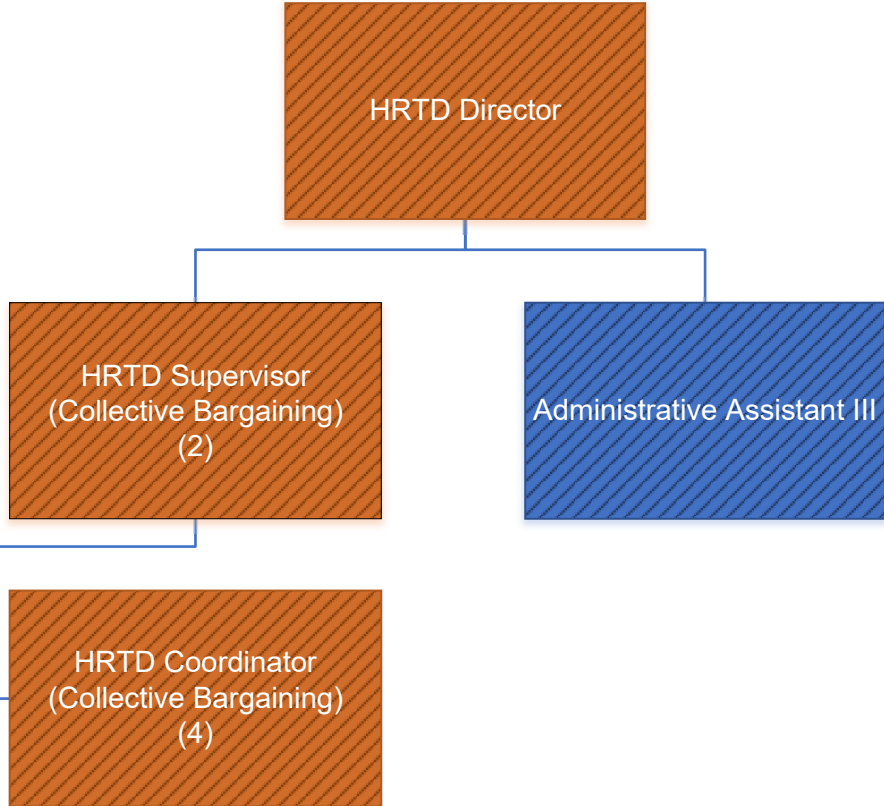 HRTD Director
HRTD Supervisor
(Collective Bargaining)
(2)
Administrative Assistant III
HRTD Coordinator
(Collective Bargaining)
(4)